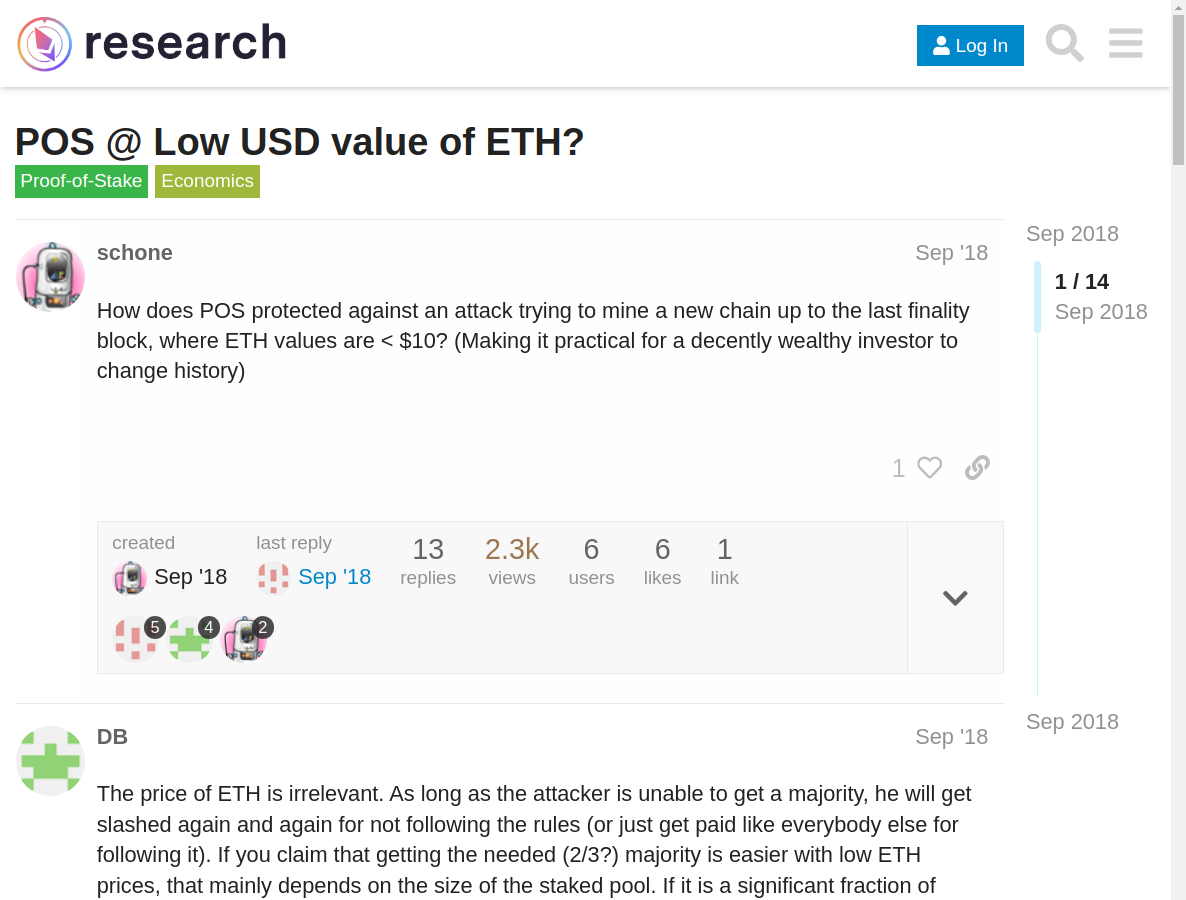 research
Log In
POS @ Low USD value of ETH?
Proof-of-Stake Economics
schone Sep '18
How does POS protected against an attack trying to mine a new chain up to the last finality
block, where ETH values are < $10? (Making it practical for a decently wealthy investor to
change history)
1
created
Sep '18
last reply
Sep '18
13
replies
2.3k
views
6
users
6
likes
1
link
5 4 2
Sep 2018
1 / 14
Sep 2018
Sep 2018
DB Sep '18
The price of ETH is irrelevant. As long as the attacker is unable to get a majority, he will get
slashed again and again for not following the rules (or just get paid like everybody else for
following it). If you claim that getting the needed (2/3?) majority is easier with low ETH
prices, that mainly depends on the size of the staked pool. If it is a significant fraction of